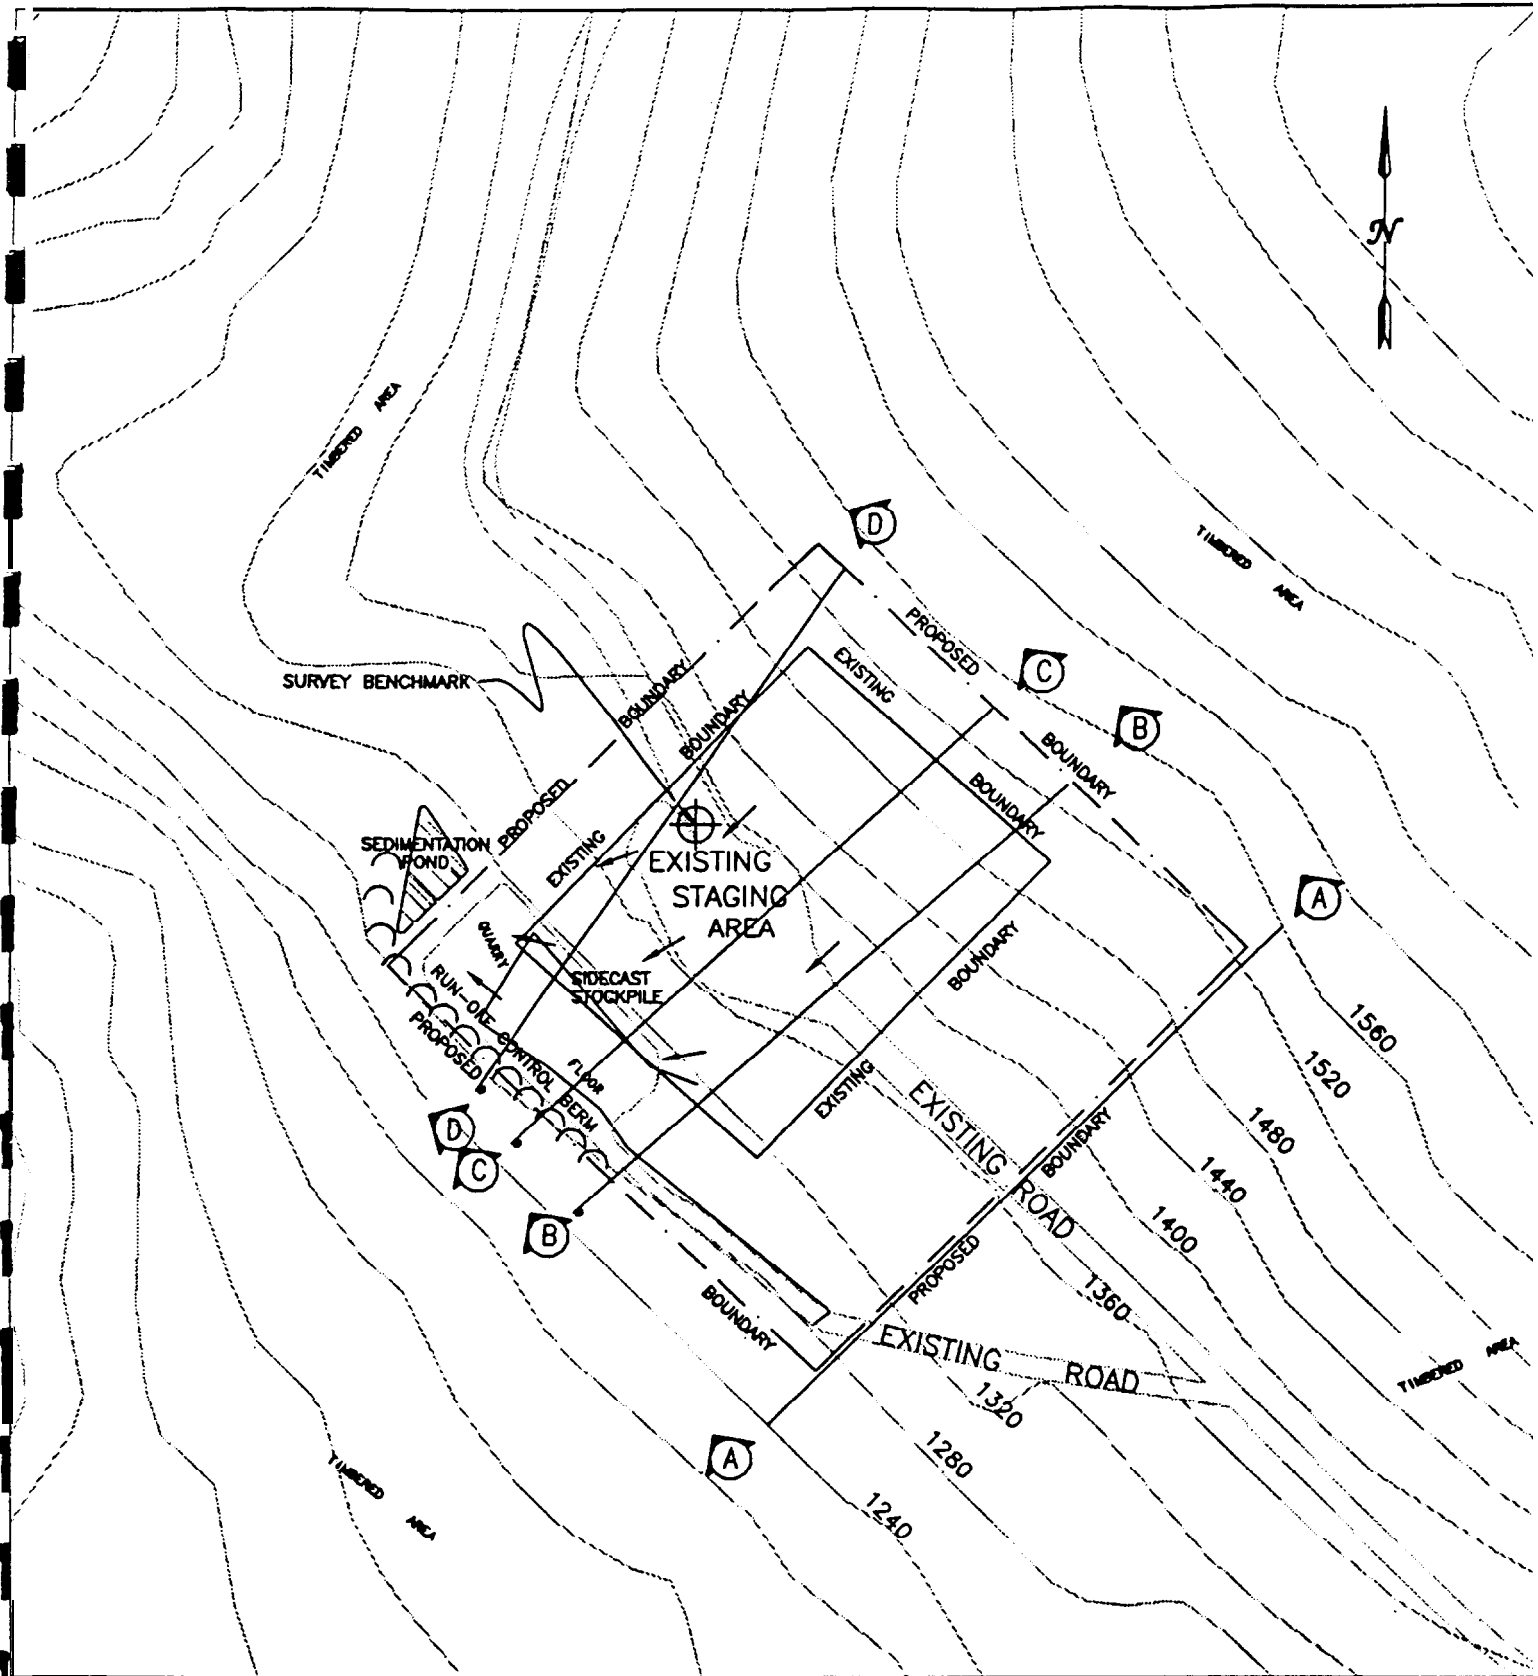 N
TIMBERED AREA
D
TIMBERED AREA
PROPOSED
C
EXISTING
SURVEY BENCHMARK
BOUNDARY
BOUNDARY
B
BOUNDARY
BOUNDARY
PROPOSED
SEDIMENTATION
POND
EXISTING
EXISTING
STAGING
AREA
A
QUARRY
BOUNDARY
RUN-OFF CONTROL BERM
SIDECAST
STOCKPILE
PROPOSED
FLOOR
EXISTING
1560
1520
1480
1440
1400
1360
1320
1280
1240
EXISTING ROAD
BOUNDARY
D
C
B
PROPOSED
BOUNDARY
EXISTING ROAD
TIMBERED AREA
A
TIMBERED AREA